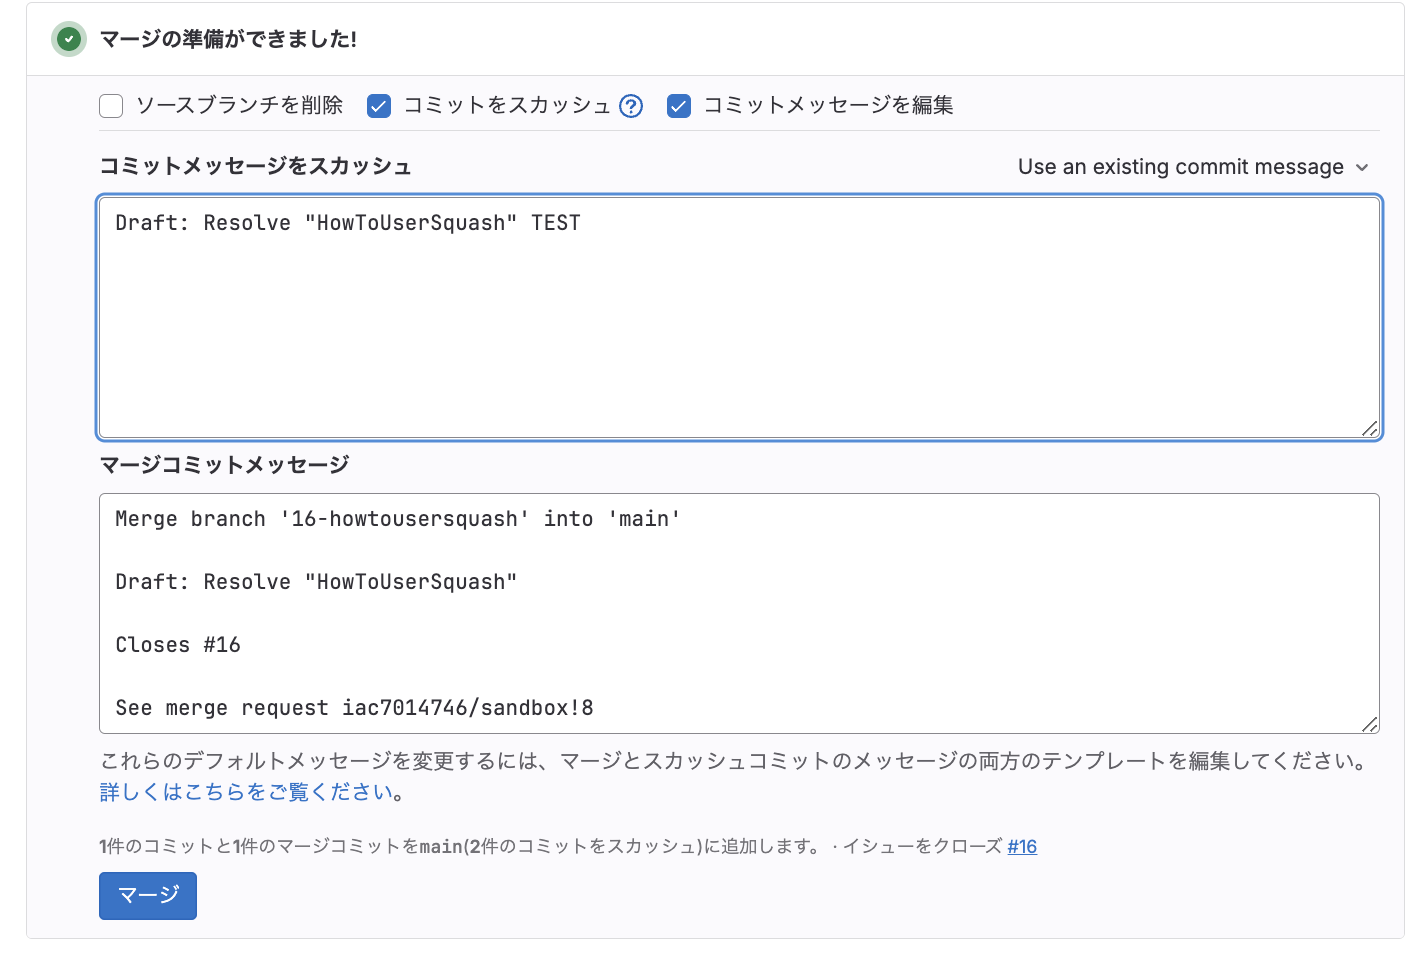 マージの準備ができました!
ソースブランチを削除 コミットをスカッシュ ? コミットメッセージを編集
コミットメッセージをスカッシュ Use an existing commit message
Draft: Resolve "HowToUserSquash" TEST
マージコミットメッセージ
Merge branch '16-howtousersquash' into 'main'
Draft: Resolve "HowToUserSquash"
Closes #16
See merge request iac7014746/sandbox!8
これらのデフォルトメッセージを変更するには、マージとスカッシュコミットのメッセージの両方のテンプレートを編集してください。
詳しくはこちらをご覧ください。
1件のコミットと1件のマージコミットをmain(2件のコミットをスカッシュ)に追加します。 · イシューをクローズ #16
マージ